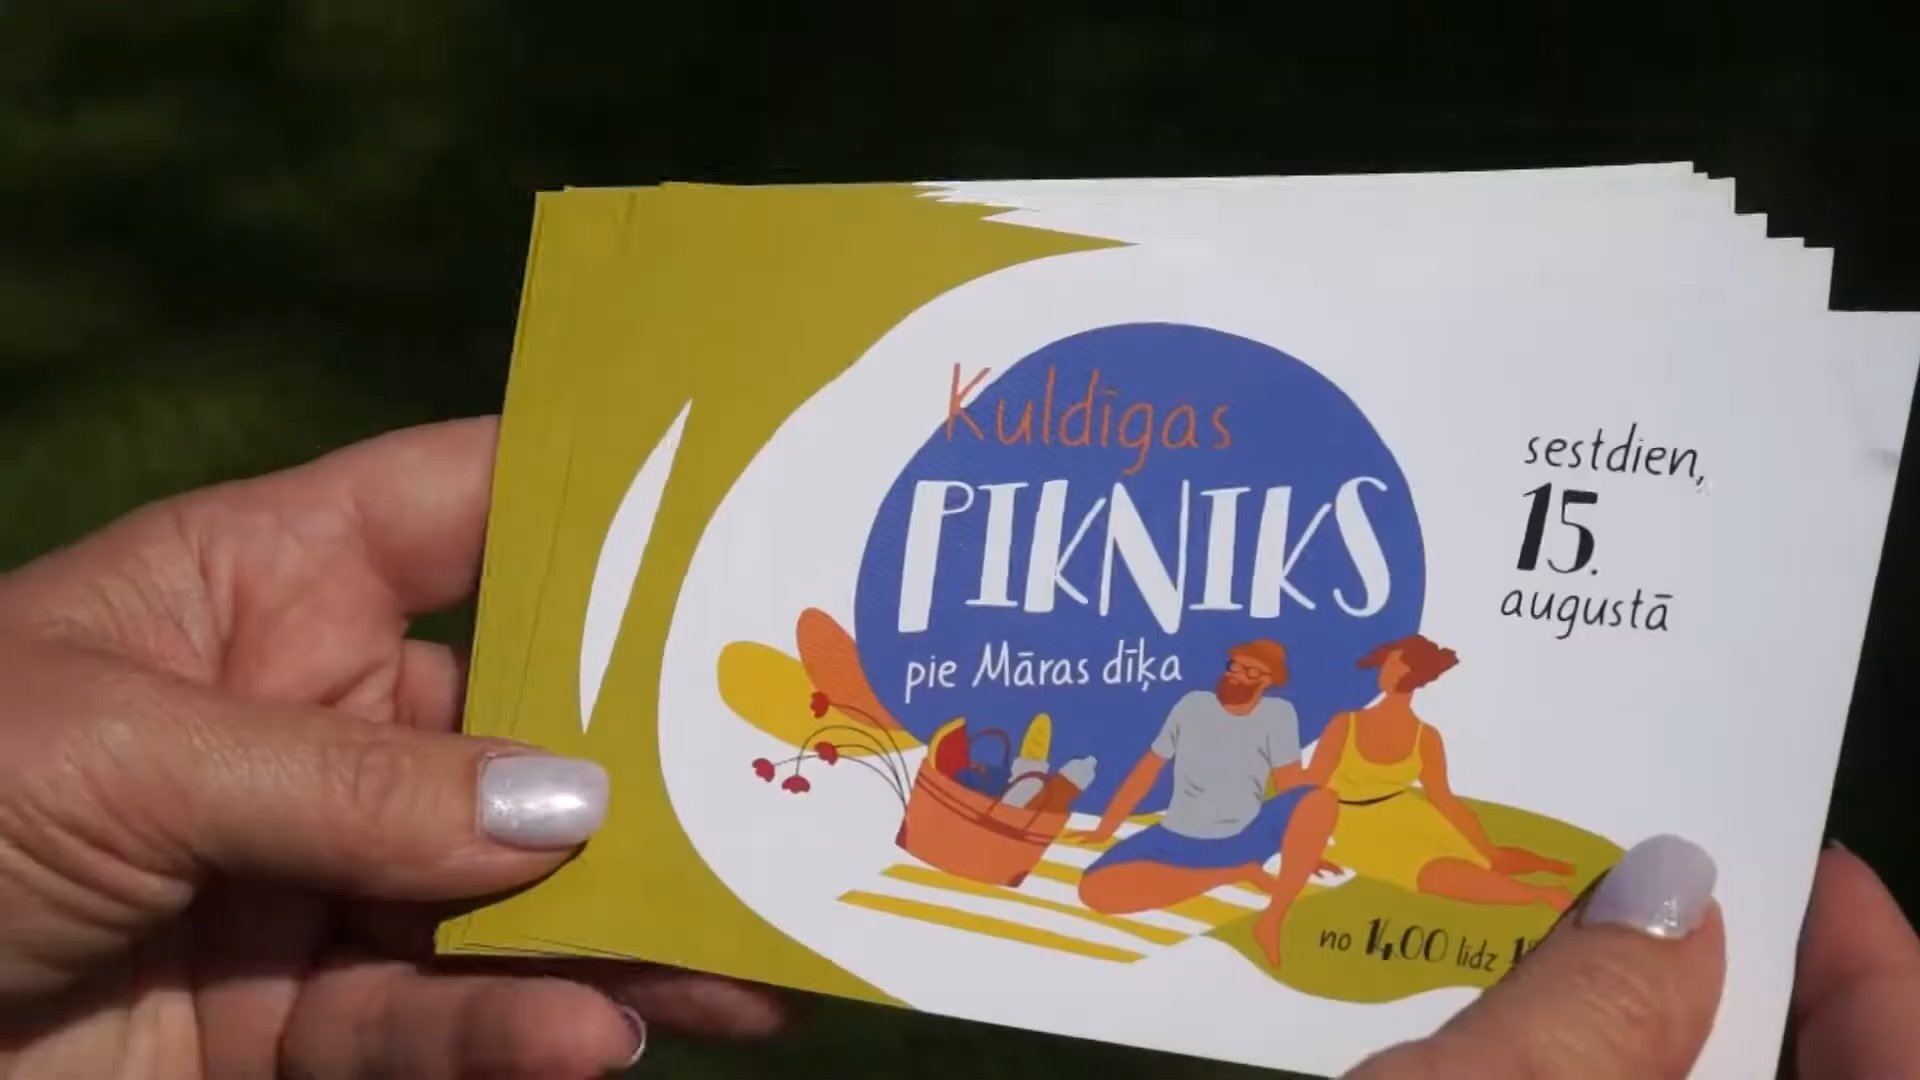 Kuldīgas
PIKNIKS
pie Māras dīķa
sestdien,
15.
augustā
no 14.00 līdz